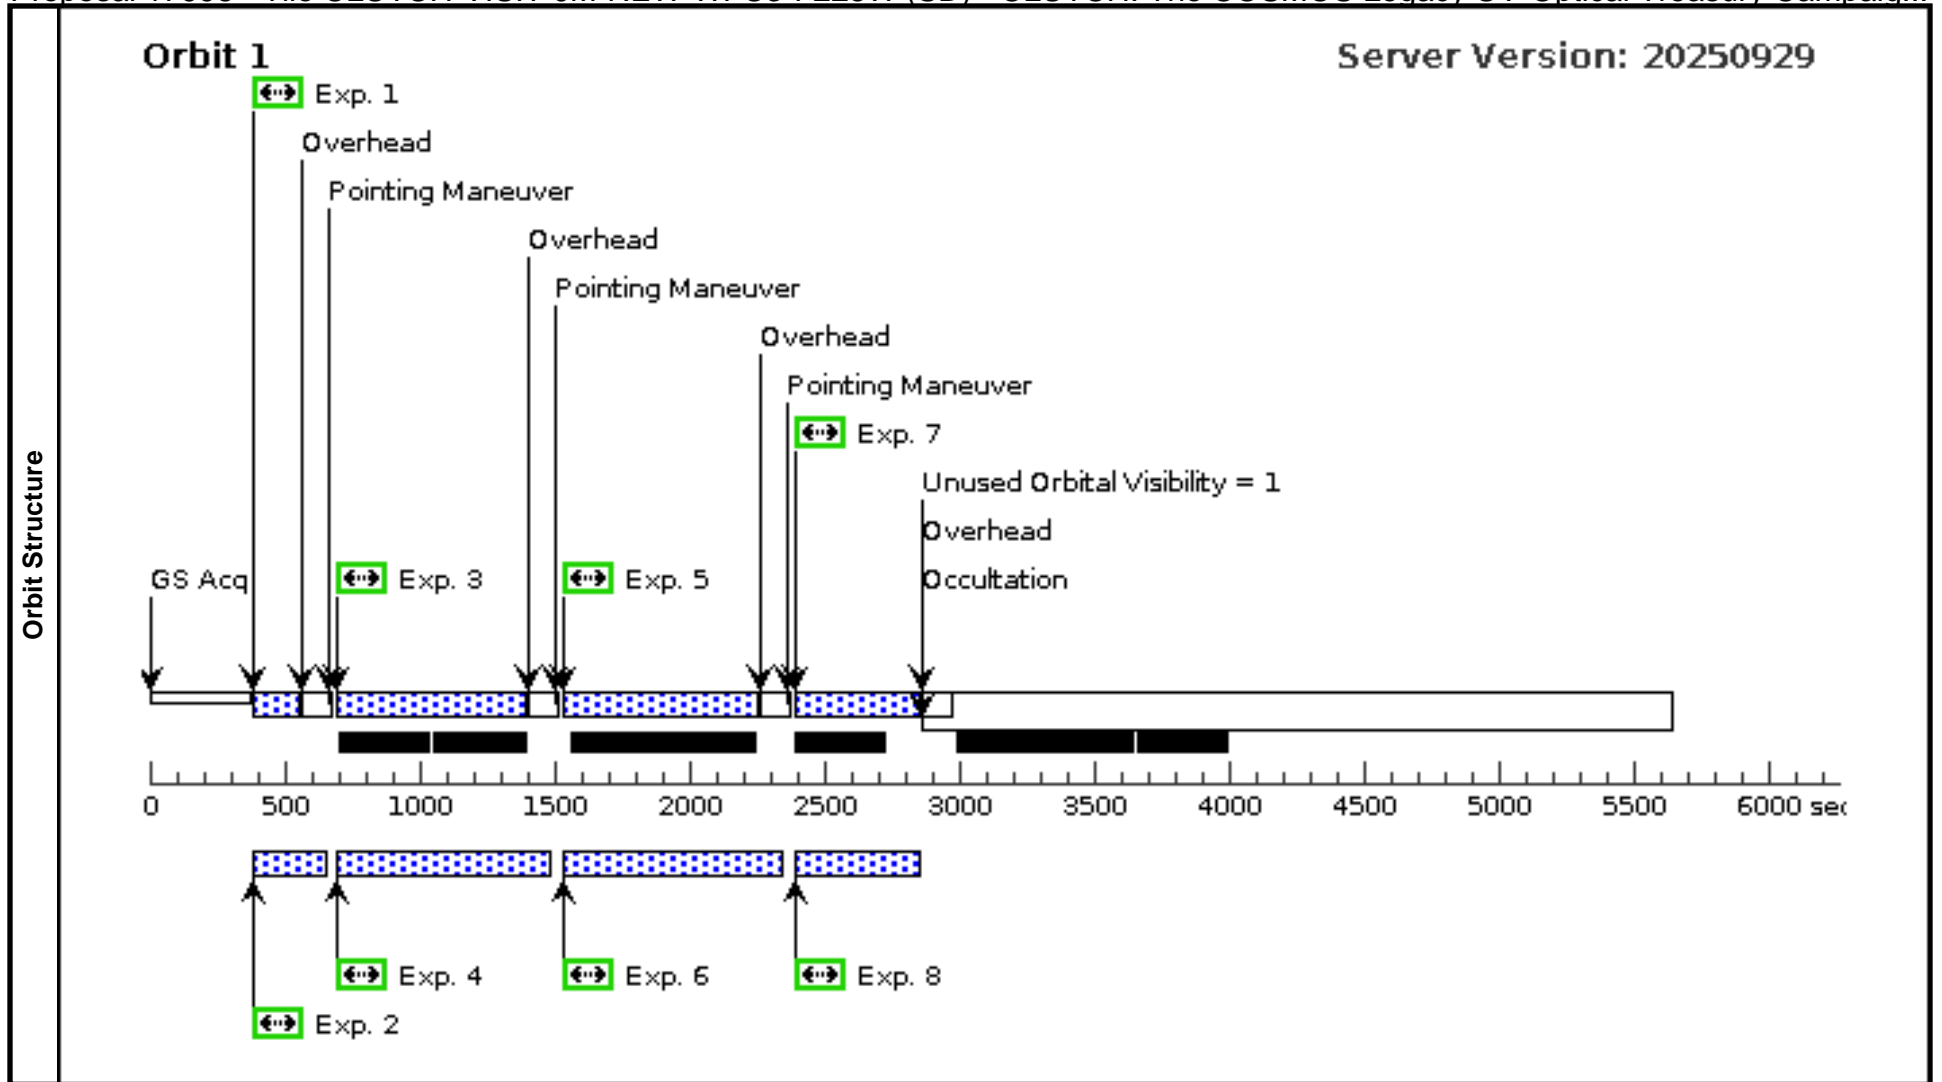 Orbit 1
Server Version: 20250929
Exp. 1
Overhead
Pointing Maneuver
Overhead
Pointing Maneuver
Overhead
Pointing Maneuver
Exp. 7
Unused Orbital Visibility = 1
Overhead
GS Acq
Exp. 3
Exp. 5
Occultation
Orbit Structure
0 500 1000 1500 2000 2500 3000 3500 4000 4500 5000 5500 6000
Exp. 4
Exp. 6
Exp. 8
Exp. 2